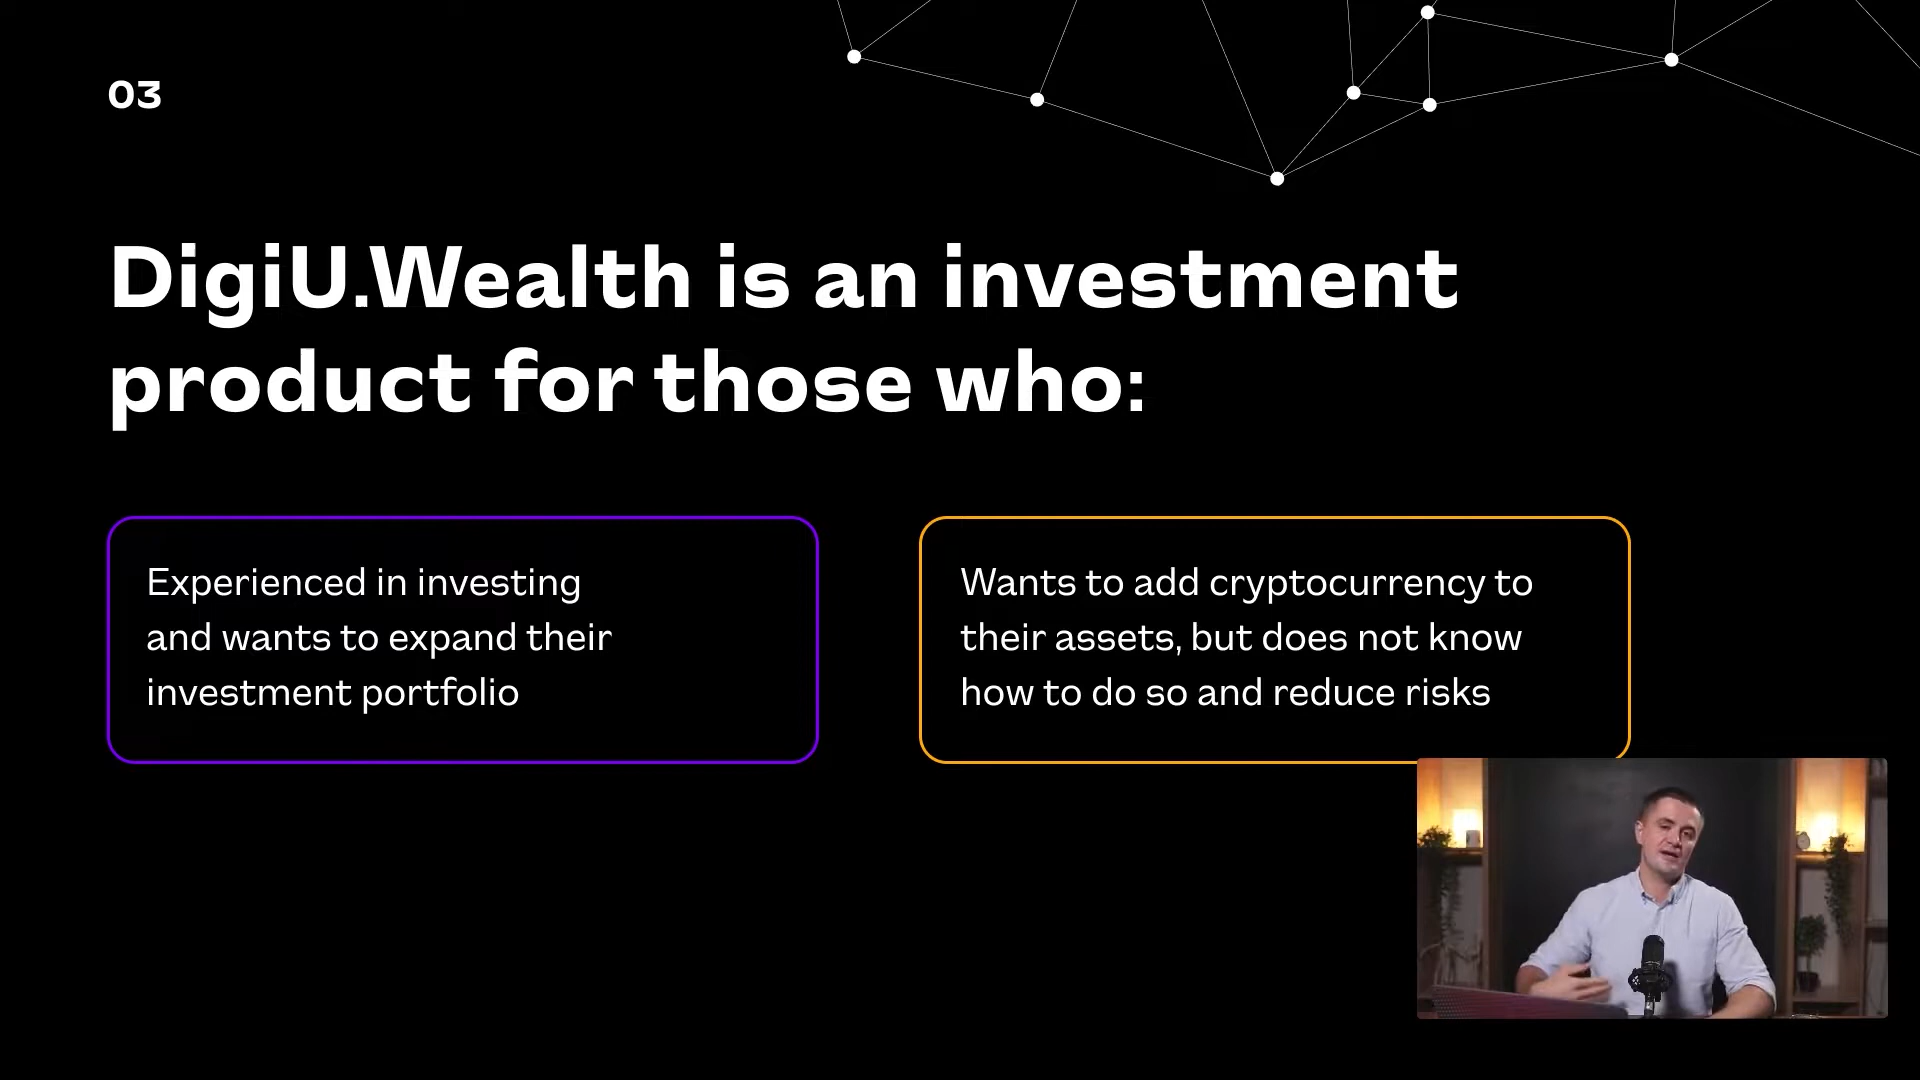 03
DigiU.Wealth is an investment
product for those who:
Experienced in investing
and wants to expand their
investment portfolio
Wants to add cryptocurrency to
their assets, but does not know
how to do so and reduce risks